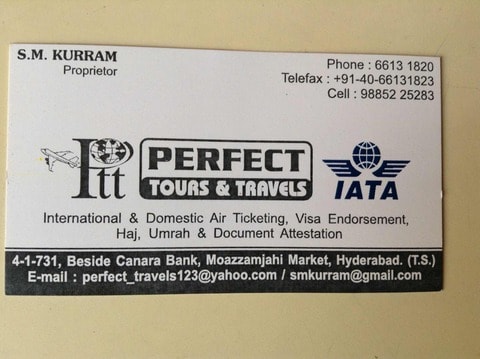 S.M. KURRAM
Proprietor
Phone : 6613 1820
Telefax : +91-40-66131823
Cell : 98852 25283
Ptt
PERFECT
TOURS & TRAVELS
IATA
International & Domestic Air Ticketing, Visa Endorsement,
Haj, Umrah & Document Attestation
4-1-731, Beside Canara Bank, Moazzamjahi Market, Hyderabad. (T.S.)
E-mail : perfect_travels123@yahoo.com / smkurram@gmail.com